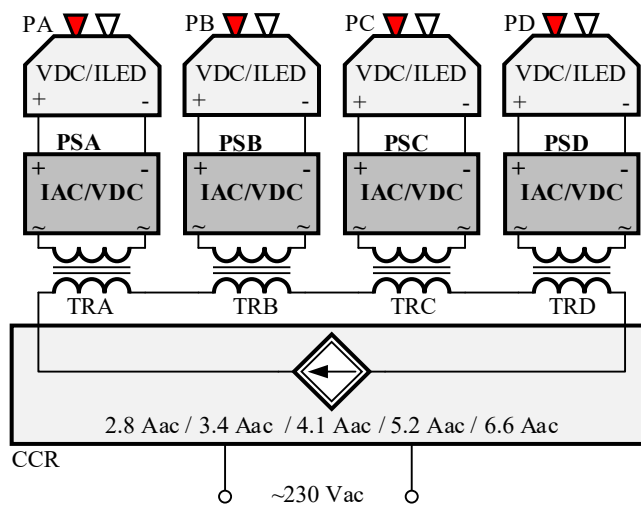 PA PB PC PD
VDC/ILED VDC/ILED VDC/ILED VDC/ILED
+ - + - + - + -
PSA PSB PSC PSD
+ - + - + - + -
IAC/VDC IAC/VDC IAC/VDC IAC/VDC
~ ~ ~ ~ ~ ~ ~ ~
TRA TRB TRC TRD
2.8 Aac / 3.4 Aac / 4.1 Aac / 5.2 Aac / 6.6 Aac
CCR
~230 Vac